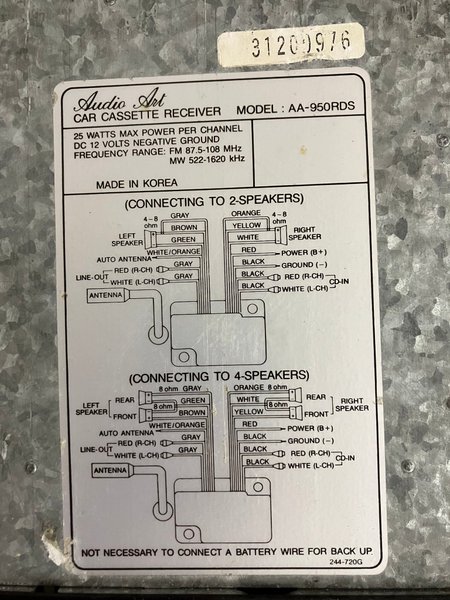 31200976
Audio Art
CAR CASSETTE RECEIVER MODEL : AA-950RDS
25 WATTS MAX POWER PER CHANNEL
DC 12 VOLTS NEGATIVE GROUND
FREQUENCY RANGE: FM 87.5-108 MHz
MW 522-1620 kHz
MADE IN KOREA
(CONNECTING TO 2-SPEAKERS)
4-8 ohm GRAY ORANGE 4-8 ohm
BROWN YELLOW
LEFT SPEAKER GREEN WHITE RIGHT SPEAKER
WHITE/ORANGE RED POWER (B+)
AUTO ANTENNA GRAY BLACK GROUND (-)
LINE-OUT RED (R-CH) GRAY BLACK RED (R-CH) CD-IN
WHITE (L-CH) BLACK WHITE (L-CH)
ANTENNA
(CONNECTING TO 4-SPEAKERS)
8 ohm GRAY ORANGE 8 ohm
LEFT SPEAKER REAR GREEN WHITE REAR RIGHT SPEAKER
8 ohm 8 ohm
FRONT BROWN YELLOW FRONT
WHITE/ORANGE RED POWER (B+)
AUTO ANTENNA GRAY BLACK GROUND (-)
LINE-OUT RED (R-CH) GRAY BLACK RED (R-CH) CD-IN
WHITE (L-CH) BLACK WHITE (L-CH)
ANTENNA
NOT NECESSARY TO CONNECT A BATTERY WIRE FOR BACK UP.
244-720G